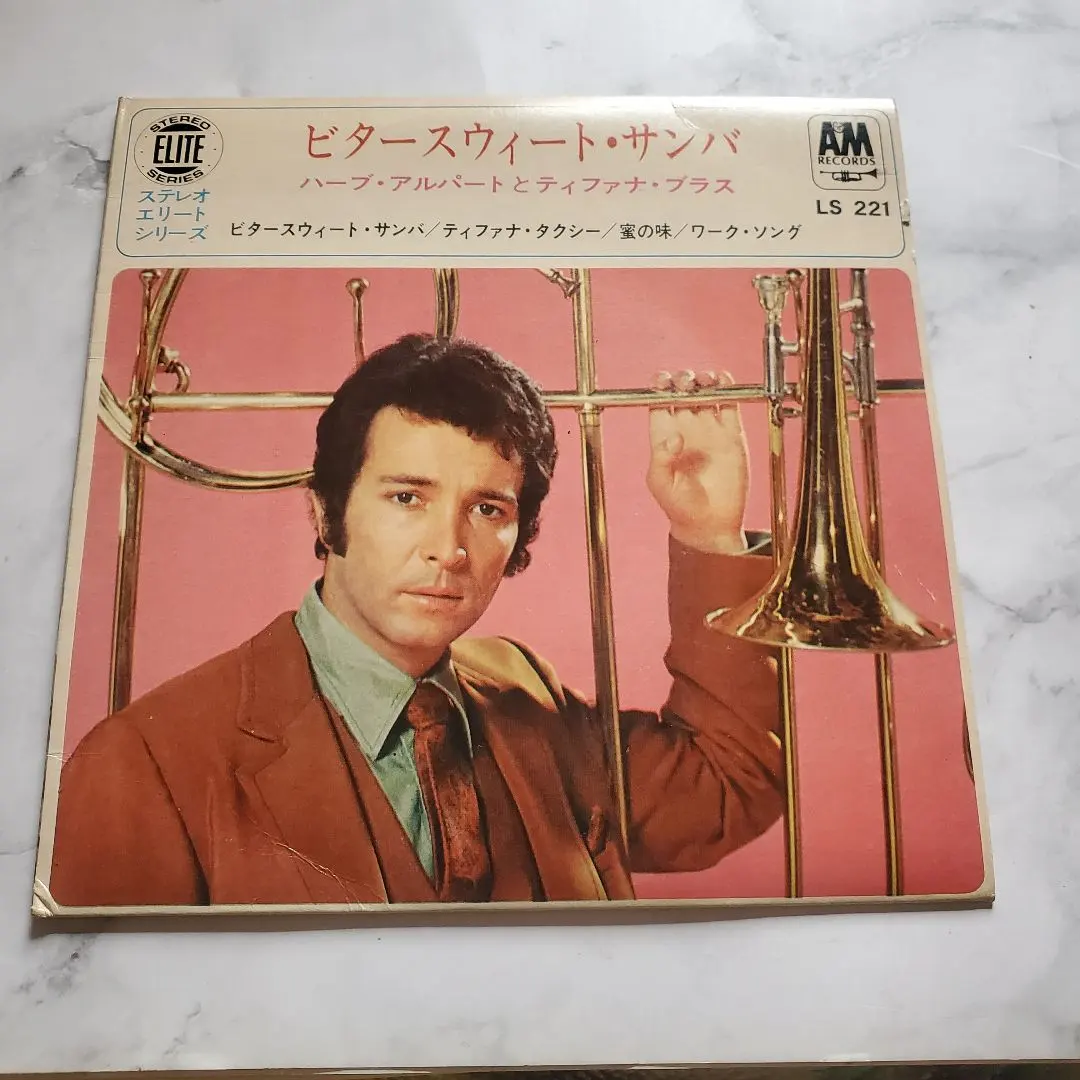 STEREO
ELITE
SERIES
ステレオ
エリート
シリーズ
ビタースウィート・サンバ
ハーブ・アルパートとティファナ・ブラス
ビタースウィート・サンバ/ティファナ・タクシー/蜜の味/ワーク・ソング
A&M
RECORDS
LS 221